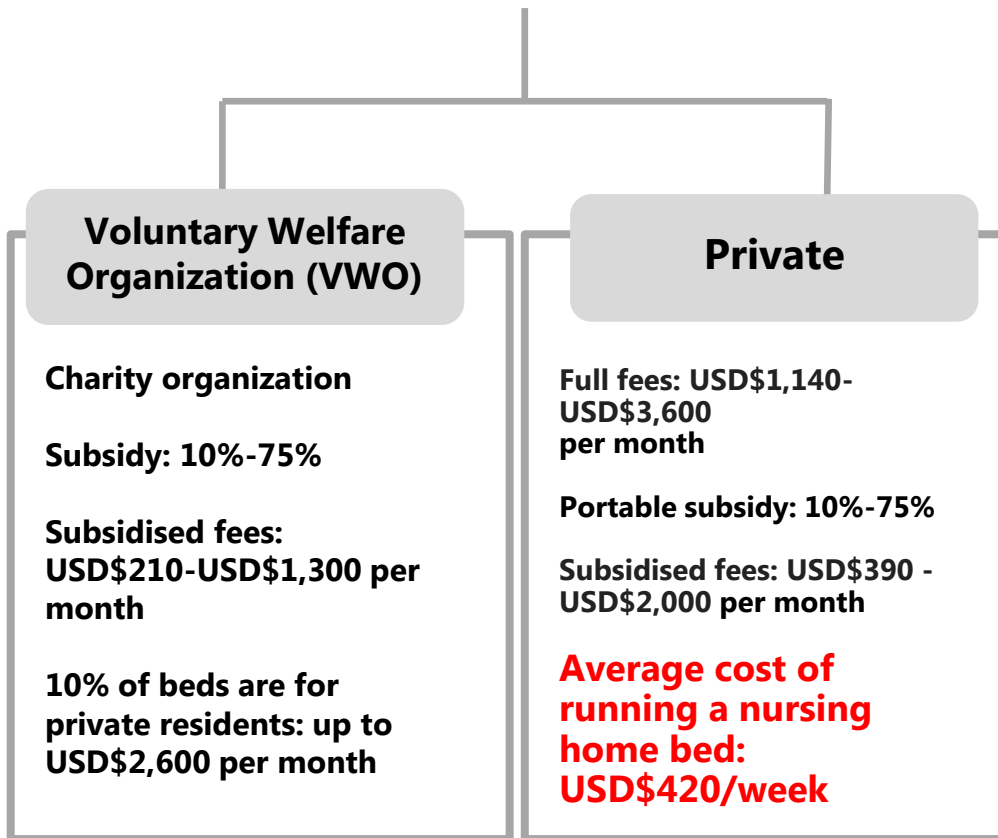 Voluntary Welfare
Organization (VWO)
Charity organization
Subsidy: 10%-75%
Subsidised fees:
USD$210-USD$1,300 per
month
10% of beds are for
private residents: up to
USD$2,600 per month
Private
Full fees: USD$1,140-
USD$3,600
per month
Portable subsidy: 10%-75%
Subsidised fees: USD$390 -
USD$2,000 per month
Average cost of
running a nursing
home bed:
USD$420/week